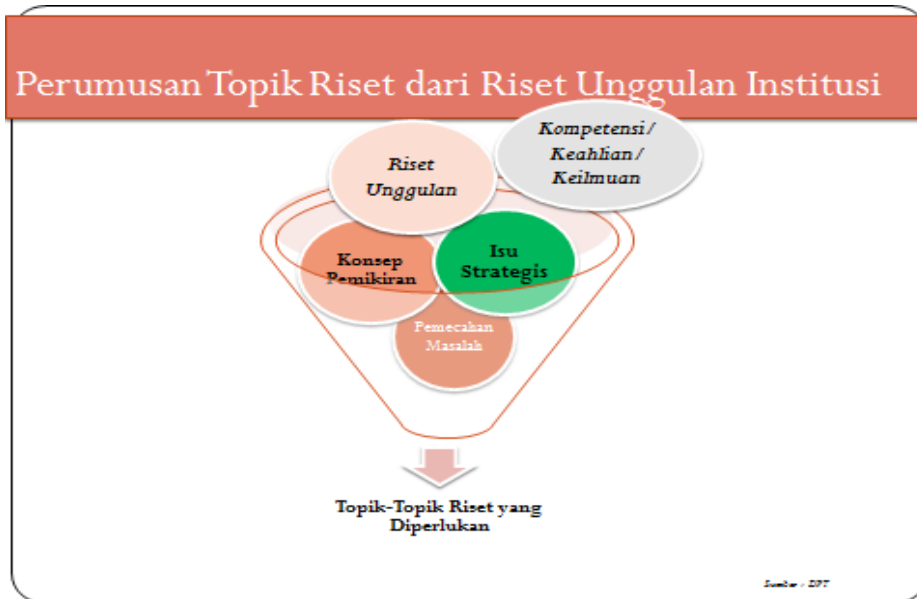 Perumusan Topik Riset dari Riset Unggulan Institusi
Kompetensi/
Keahlian/
Keilmuan
Riset
Unggulan
Konsep
Pemikiran
Isu
Strategis
Pemecahan
Masalah
Topik-Topik Riset yang
Diperlukan
Sumber :